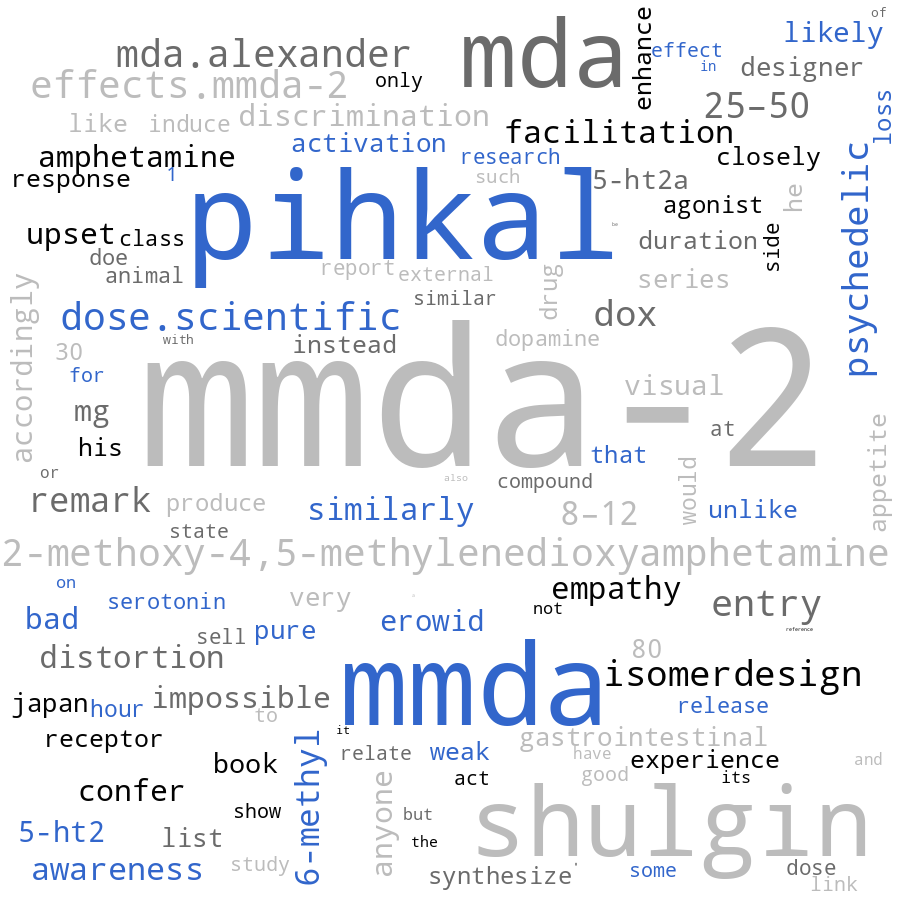 of
mda.alexander
mda
enhance
effect
likely
in
designer
effects.mmda-2
only
25–50
loss
like
induce
discrimination
facilitation
amphetamine
activation
research
closely
response
1
pihkal
such
5-ht2a
he
psychedelic
agonist
be
upset
class
duration
side
doe
animal
report
external
drug
series
accordingly
dose.scientific
similar
dox
with
instead
dopamine
30
mmda-2
for
visual
mg
at
appetite
his
that
would
or
also
compound
remark
produce
similarly
8–12
unlike
state
2-methoxy-4,5-methylenedioxyamphetamine
on
empathy
serotonin
very
.
not
entry
bad
sell
pure
erowid
reference
distortion
mmda
80
isomerdesign
japan
hour
impossible
to
release
receptor
6-methyl
it
relate
weak
gastrointestinal
have
experience
and
book
anyone
act
good
its
confer
show
but
shulgin
5-ht2
list
the
awareness
study
synthesize
some
dose
link